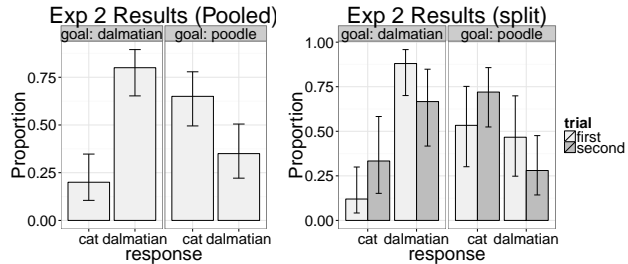 Exp 2 Results (Pooled)
goal: dalmatian goal: poodle
Proportion
0.75
0.50
0.25
0.00
cat dalmatian cat dalmatian
response
Exp 2 Results (split)
goal: dalmatian goal: poodle
Proportion
1.00
0.75
0.50
0.25
0.00
cat dalmatian cat dalmatian
response
trial
first
second